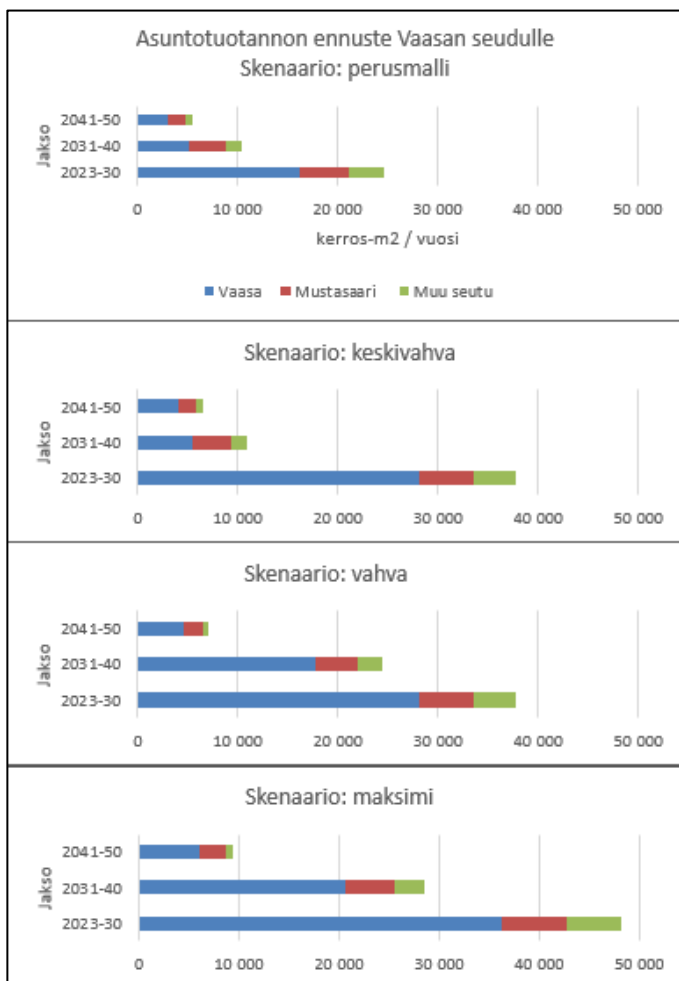 Asuntotuotannon ennuste Vaasan seudulle
Skenaario: perusmalli
Jakso
2041-50
2031-40
2023-30
0 10 000 20 000 30 000 40 000 50 000
kerros-m2 / vuosi
Vaasa Mustasaari Muu seutu
Skenaario: keskivahva
Jakso
2041-50
2031-40
2023-30
0 10 000 20 000 30 000 40 000 50 000
Skenaario: vahva
Jakso
2041-50
2031-40
2023-30
0 10 000 20 000 30 000 40 000 50 000
Skenaario: maksimi
Jakso
2041-50
2031-40
2023-30
0 10 000 20 000 30 000 40 000 50 000